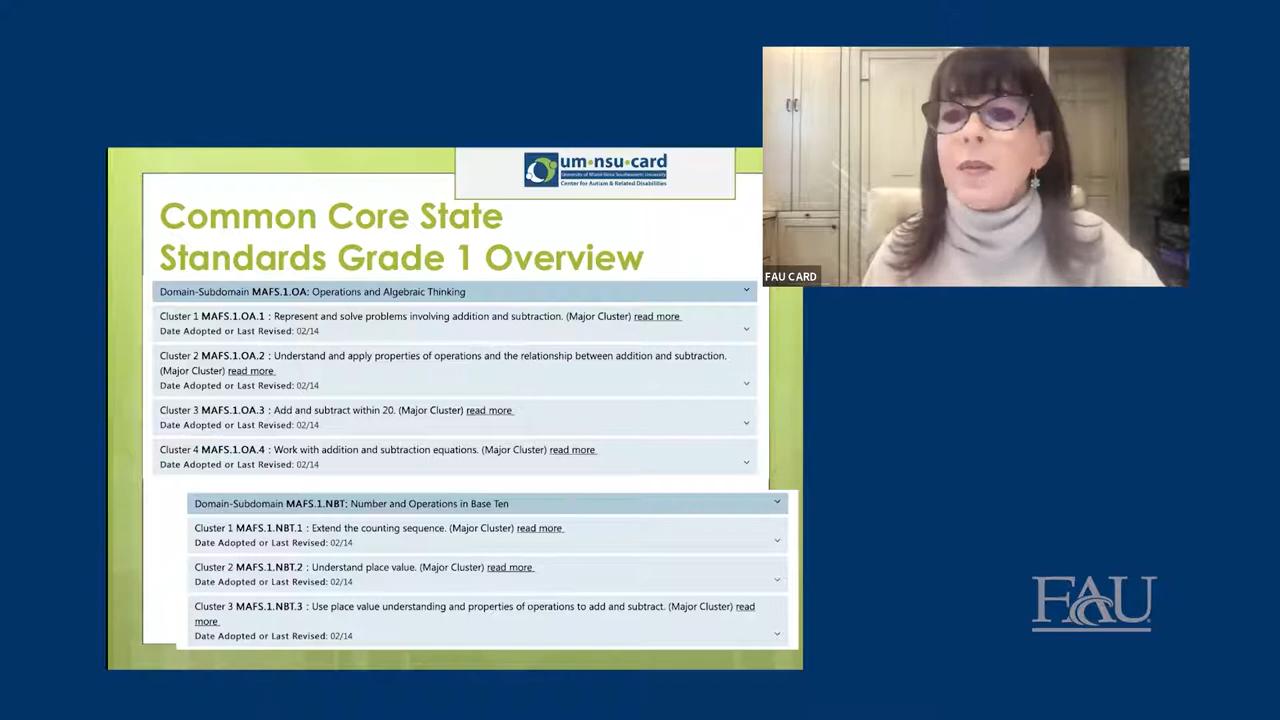 um•nsu•card
University of Miami-Nova Southeastern University
Center for Autism & Related Disabilities
Common Core State
Standards Grade 1 Overview
Domain-Subdomain MAFS.1.OA: Operations and Algebraic Thinking
Cluster 1 MAFS.1.OA.1 : Represent and solve problems involving addition and subtraction. (Major Cluster) read more
Date Adopted or Last Revised: 02/14
Cluster 2 MAFS.1.OA.2 : Understand and apply properties of operations and the relationship between addition and subtraction.
(Major Cluster) read more
Date Adopted or Last Revised: 02/14
Cluster 3 MAFS.1.OA.3 : Add and subtract within 20. (Major Cluster) read more
Date Adopted or Last Revised: 02/14
Cluster 4 MAFS.1.OA.4 : Work with addition and subtraction equations. (Major Cluster) read more
Date Adopted or Last Revised: 02/14
Domain-Subdomain MAFS.1.NBT: Number and Operations in Base Ten
Cluster 1 MAFS.1.NBT.1 : Extend the counting sequence. (Major Cluster) read more
Date Adopted or Last Revised: 02/14
Cluster 2 MAFS.1.NBT.2 : Understand place value. (Major Cluster) read more
Date Adopted or Last Revised: 02/14
Cluster 3 MAFS.1.NBT.3 : Use place value understanding and properties of operations to add and subtract. (Major Cluster) read
more
Date Adopted or Last Revised: 02/14
FAU CARD
FAU